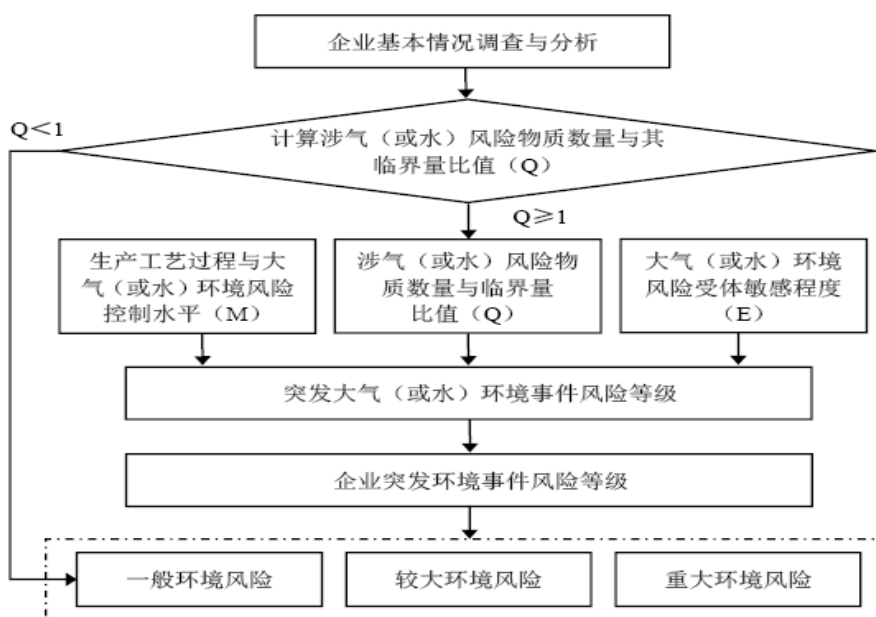 企业基本情况调查与分析
Q＜1
计算涉气（或水）风险物质数量与其
临界量比值（Q）
Q≥1
生产工艺过程与大
气（或水）环境风险
控制水平（M）
涉气（或水）风险物
质数量与临界量
比值（Q）
大气（或水）环境
风险受体敏感程度
（E）
突发大气（或水）环境事件风险等级
企业突发环境事件风险等级
一般环境风险
较大环境风险
重大环境风险